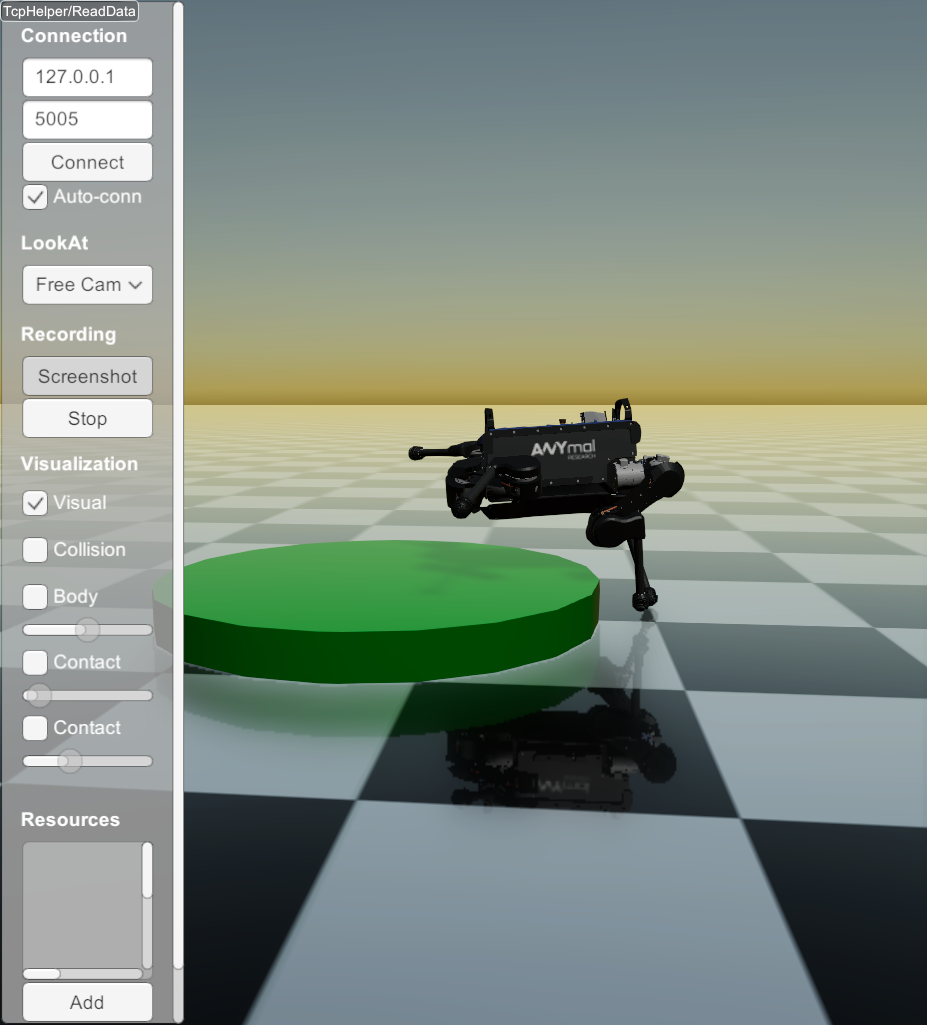 TcpHelper/ReadData
Connection
127.0.0.1
5005
Connect
Auto-conn
LookAt
Free Cam
Recording
Screenshot
Stop
Visualization
Visual
Collision
Body
Contact
Contact
Resources
Add
ANYmal
RESEARCH